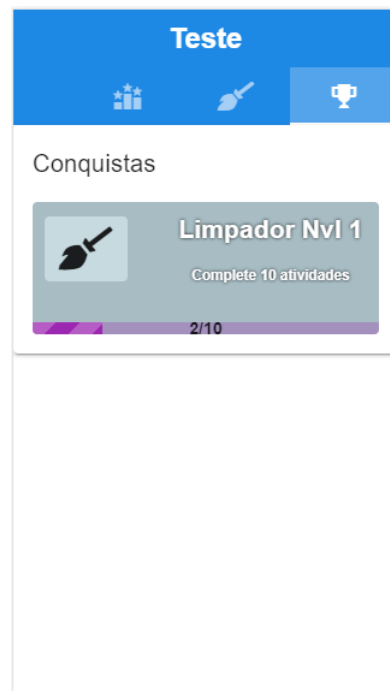 Teste
Conquistas
Limpador Nvl 1
Complete 10 atividades
2/10